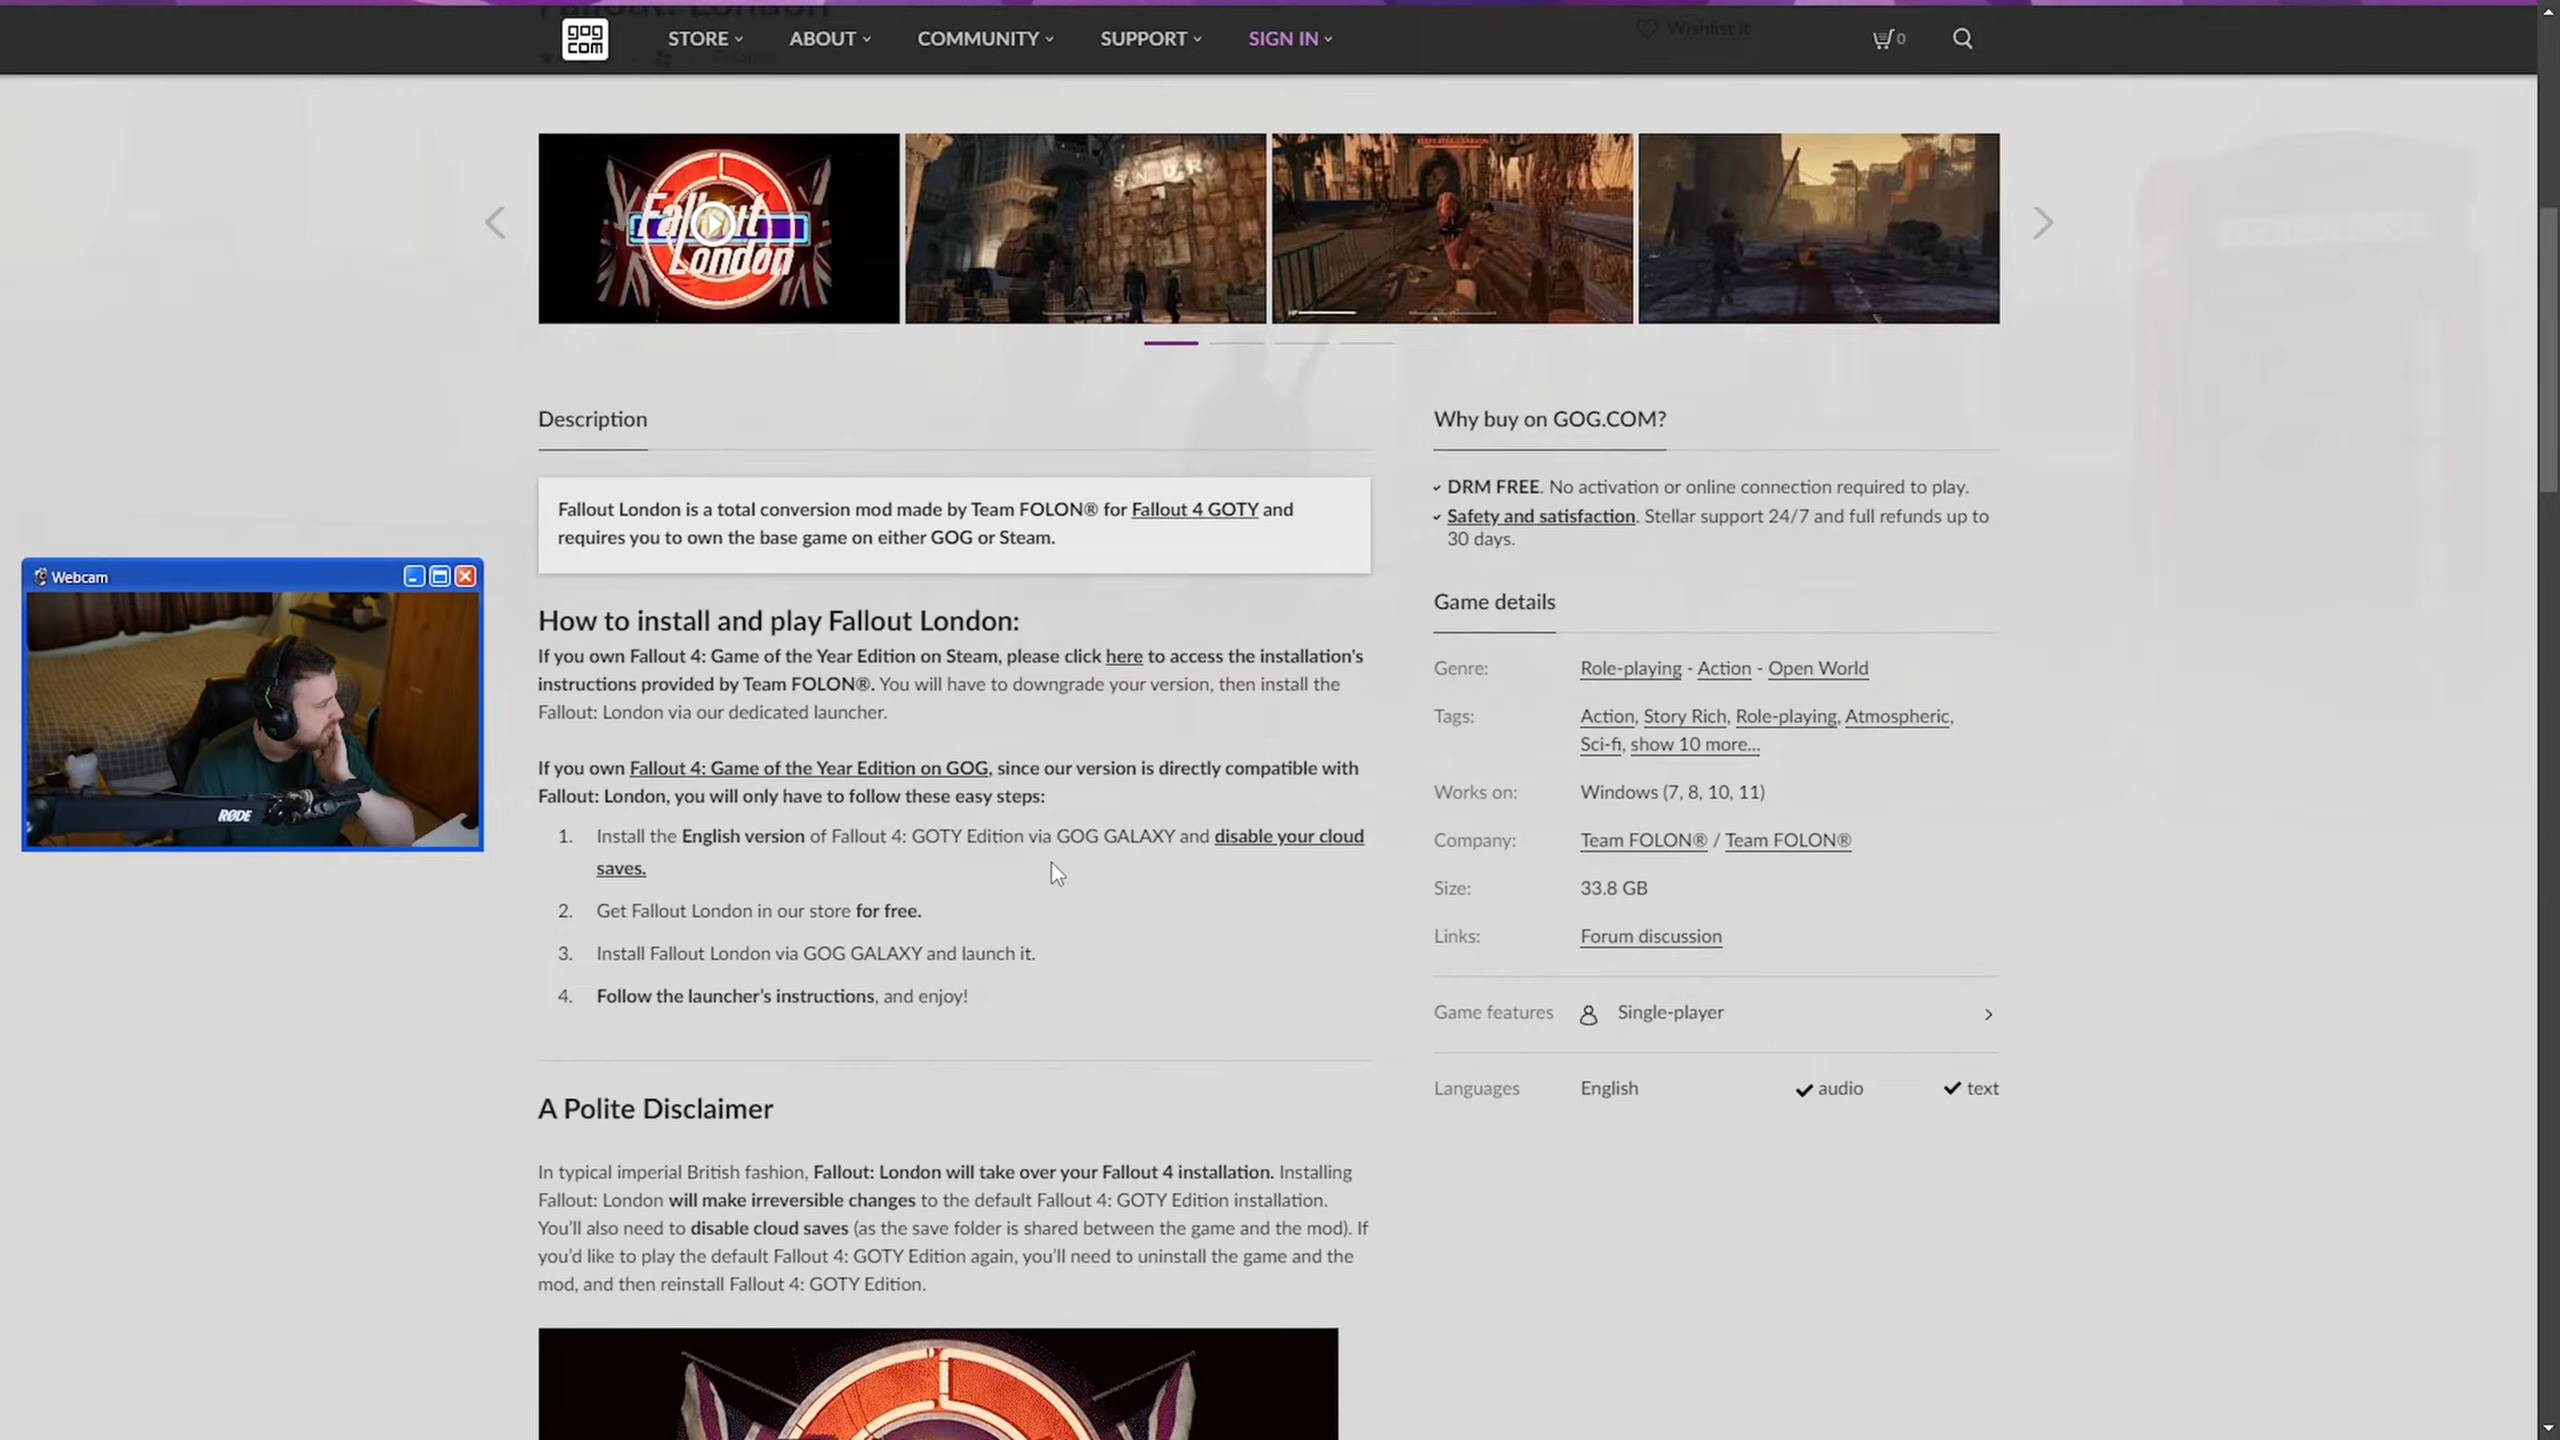 Fallout: London
gog
com
STORE
ABOUT
COMMUNITY
SUPPORT
SIGN IN
Wishlist it
0
Fallout
London
SANCTUARY
Description
Fallout London is a total conversion mod made by Team FOLON® for Fallout 4 GOTY and
requires you to own the base game on either GOG or Steam.
How to install and play Fallout London:
If you own Fallout 4: Game of the Year Edition on Steam, please click here to access the installation's
instructions provided by Team FOLON®. You will have to downgrade your version, then install the
Fallout: London via our dedicated launcher.
If you own Fallout 4: Game of the Year Edition on GOG, since our version is directly compatible with
Fallout: London, you will only have to follow these easy steps:
1. Install the English version of Fallout 4: GOTY Edition via GOG GALAXY and disable your cloud
saves.
2. Get Fallout London in our store for free.
3. Install Fallout London via GOG GALAXY and launch it.
4. Follow the launcher's instructions, and enjoy!
A Polite Disclaimer
In typical imperial British fashion, Fallout: London will take over your Fallout 4 installation. Installing
Fallout: London will make irreversible changes to the default Fallout 4: GOTY Edition installation.
You'll also need to disable cloud saves (as the save folder is shared between the game and the mod). If
you'd like to play the default Fallout 4: GOTY Edition again, you'll need to uninstall the game and the
mod, and then reinstall Fallout 4: GOTY Edition.
Why buy on GOG.COM?
DRM FREE. No activation or online connection required to play.
Safety and satisfaction. Stellar support 24/7 and full refunds up to
30 days.
Game details
Genre: Role-playing - Action - Open World
Tags: Action, Story Rich, Role-playing, Atmospheric,
Sci-fi, show 10 more...
Works on: Windows (7, 8, 10, 11)
Company: Team FOLON® / Team FOLON®
Size: 33.8 GB
Links: Forum discussion
Game features Single-player
Languages English audio text
Webcam
RØDE